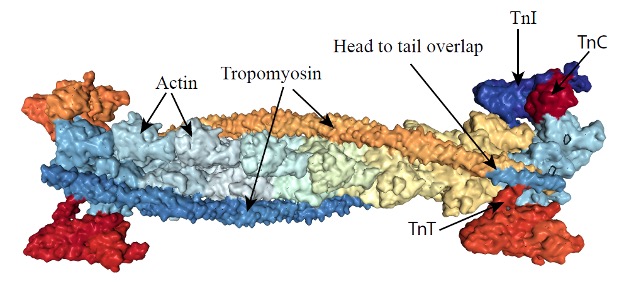 TnI
TnC
Head to tail overlap
Tropomyosin
Actin
TnT